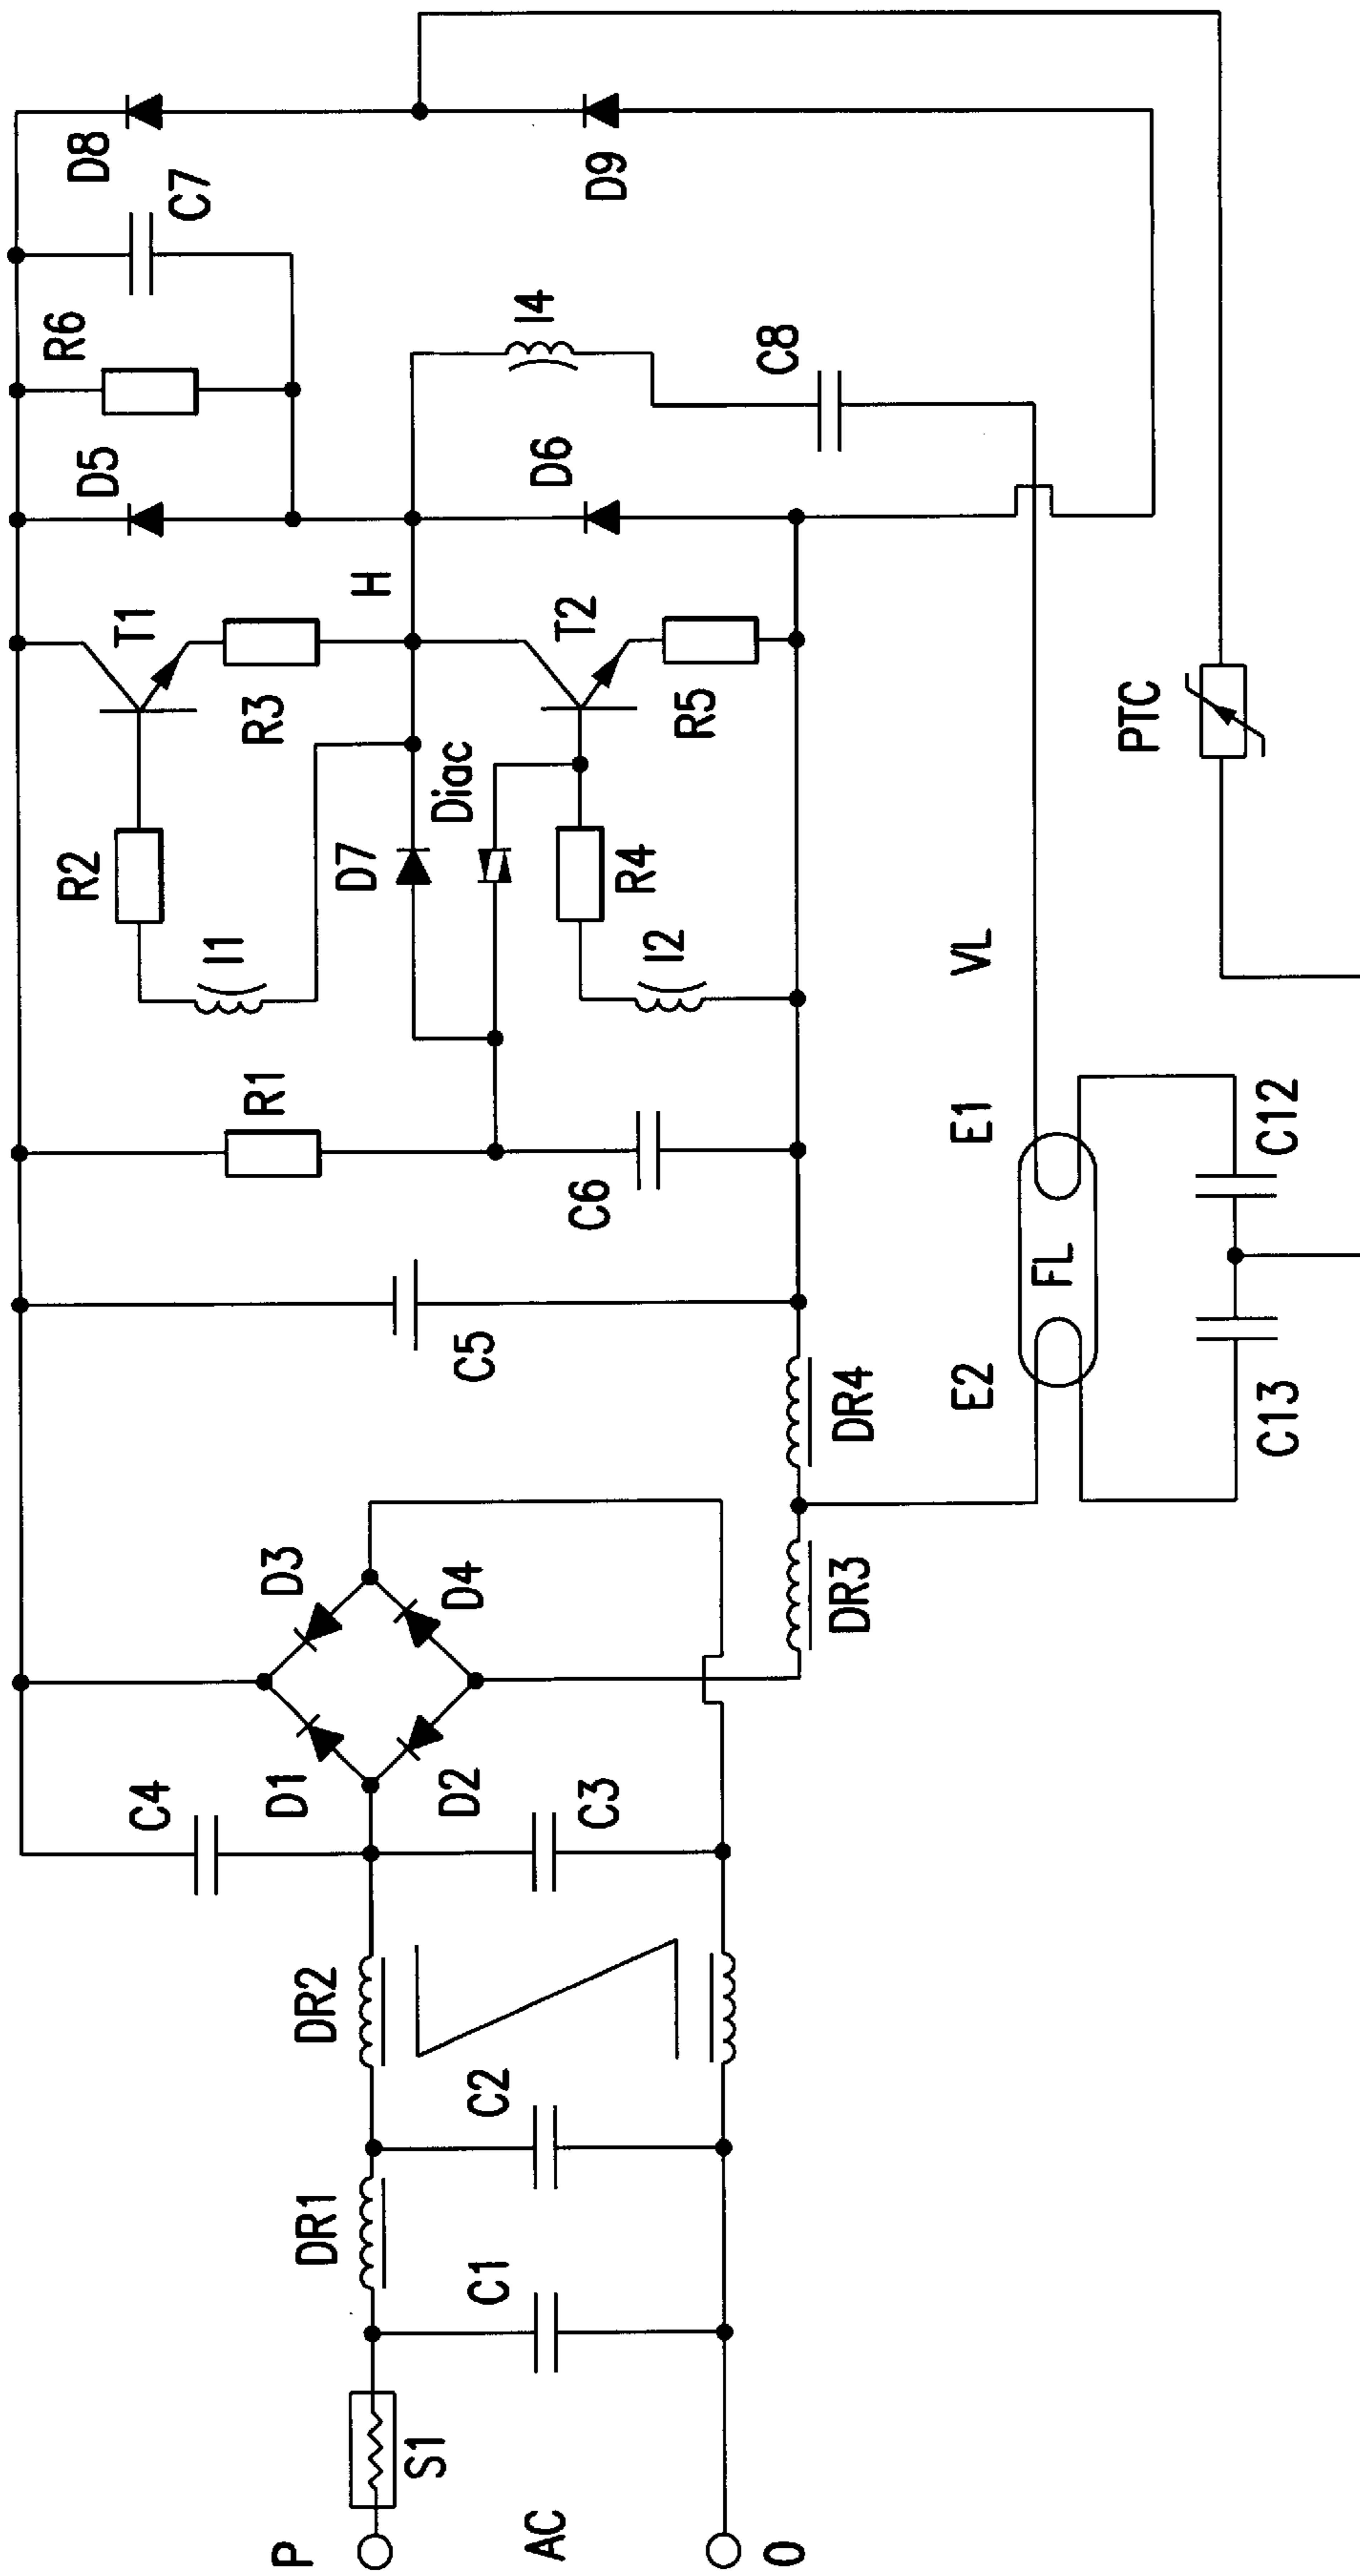 P
AC
O
S1
DR1
C1
C2
DR2
C4
C3
D1
D2
D3
D4
DR3
DR4
C5
R1
C6
I1
R2
T1
R3
H
D7
Diac
I2
R4
T2
R5
D5
D6
R6
C7
I4
C8
D8
D9
VL
E2
FL
E1
C13
C12
PTC